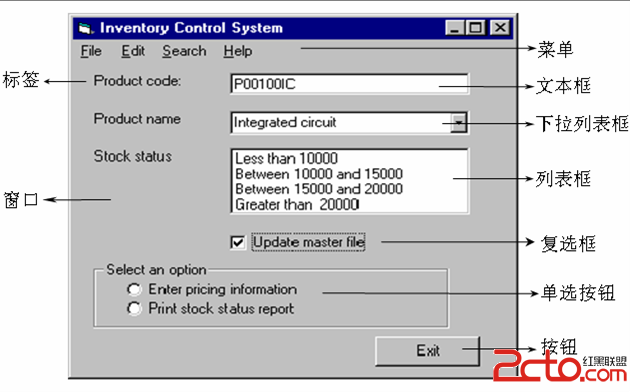 Inventory Control System
File Edit Search Help
菜单
标签
Product code:
P00100IC
文本框
Product name
Integrated circuit
下拉列表框
Stock status
Less than 10000
Between 10000 and 15000
Between 15000 and 20000
Greater than 20000
列表框
窗口
Update master file
复选框
Select an option
Enter pricing information
Print stock status report
单选按钮
Exit
按钮
红黑联盟
2cto.com